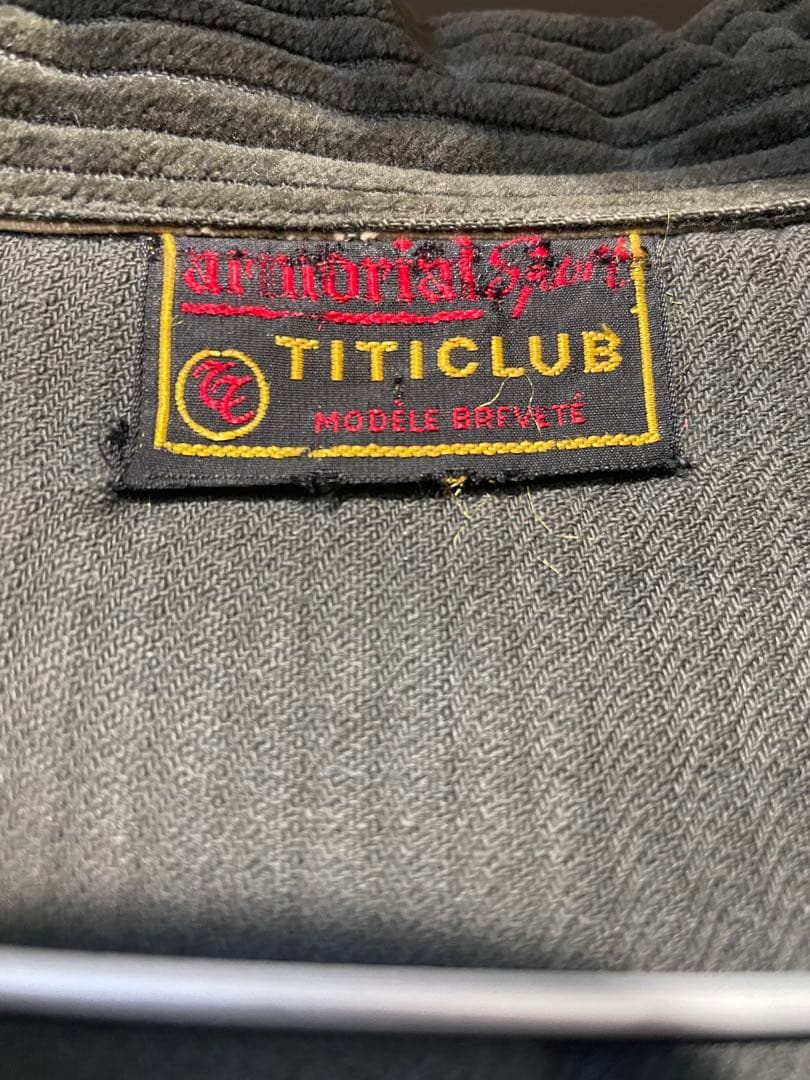 armorial Sport
TITICLUB
MODÈLE BREVETÉ